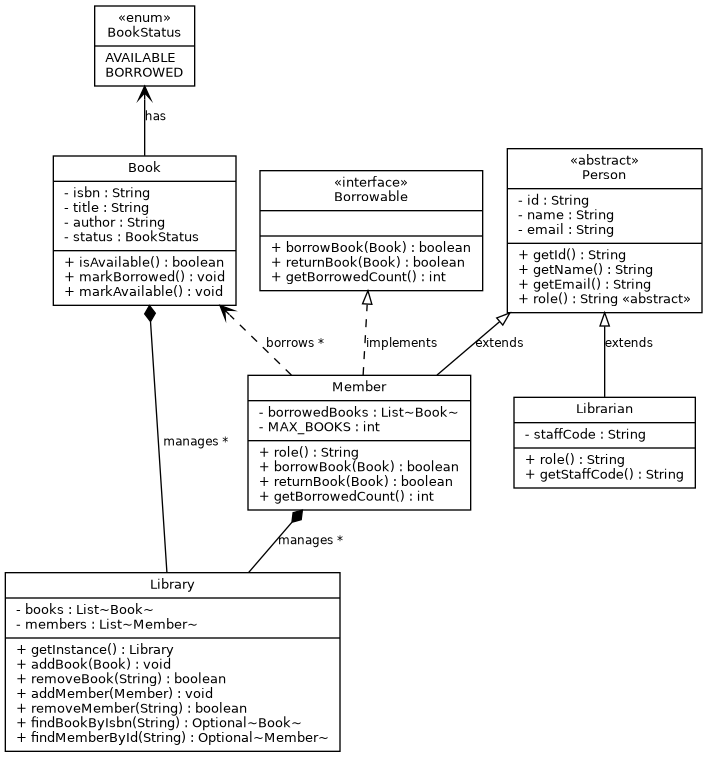 «enum»
BookStatus
AVAILABLE
BORROWED
has
Book
- isbn : String
- title : String
- author : String
- status : BookStatus
+ isAvailable() : boolean
+ markBorrowed() : void
+ markAvailable() : void
«interface»
Borrowable
+ borrowBook(Book) : boolean
+ returnBook(Book) : boolean
+ getBorrowedCount() : int
«abstract»
Person
- id : String
- name : String
- email : String
+ getId() : String
+ getName() : String
+ getEmail() : String
+ role() : String «abstract»
borrows *
implements
extends
extends
Member
- borrowedBooks : List~Book~
- MAX_BOOKS : int
+ role() : String
+ borrowBook(Book) : boolean
+ returnBook(Book) : boolean
+ getBorrowedCount() : int
Librarian
- staffCode : String
+ role() : String
+ getStaffCode() : String
manages *
manages *
Library
- books : List~Book~
- members : List~Member~
+ getInstance() : Library
+ addBook(Book) : void
+ removeBook(String) : boolean
+ addMember(Member) : void
+ removeMember(String) : boolean
+ findBookByIsbn(String) : Optional~Book~
+ findMemberById(String) : Optional~Member~